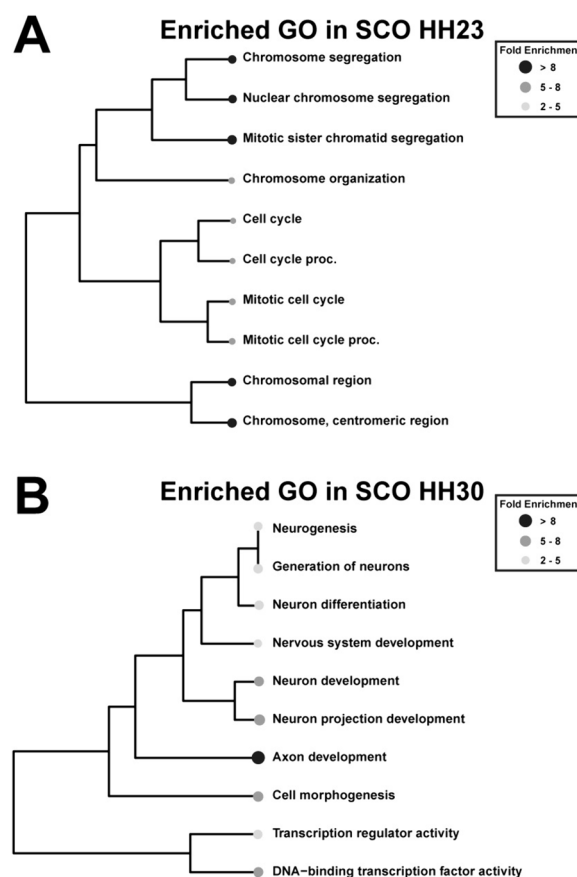 A
Enriched GO in SCO HH23
Fold Enrichmen
> 8
5 - 8
2 - 5
Chromosome segregation
Nuclear chromosome segregation
Mitotic sister chromatid segregation
Chromosome organization
Cell cycle
Cell cycle proc.
Mitotic cell cycle
Mitotic cell cycle proc.
Chromosomal region
Chromosome, centromeric region
B
Enriched GO in SCO HH30
Fold Enrichmen
> 8
5 - 8
2 - 5
Neurogenesis
Generation of neurons
Neuron differentiation
Nervous system development
Neuron development
Neuron projection development
Axon development
Cell morphogenesis
Transcription regulator activity
DNA−binding transcription factor activity